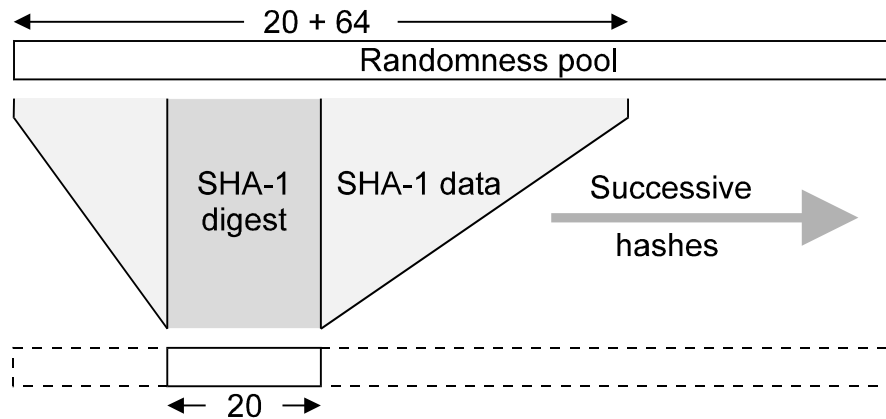 20 + 64
Randomness pool
SHA-1
digest
SHA-1 data
Successive
hashes
20